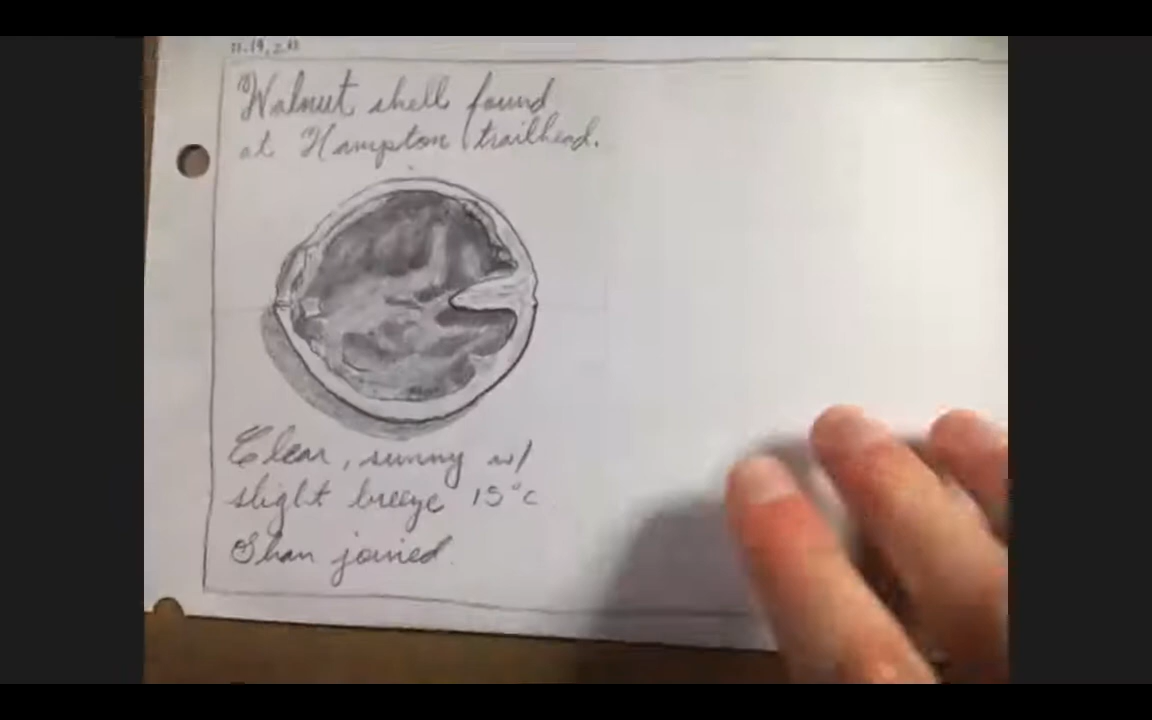 Walnut shell found
at Hampton trailhead.
Clear, sunny w/
slight breeze 15°C
Shan joined.